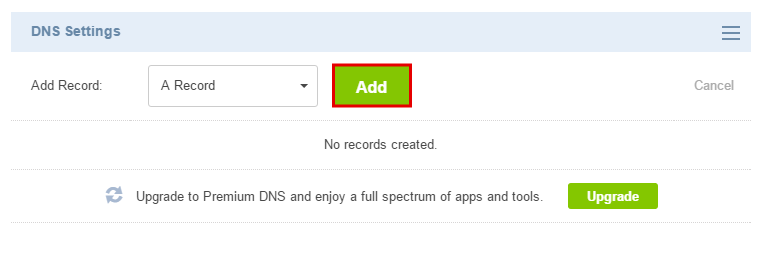 DNS Settings
Add Record: A Record Add Cancel
No records created.
Upgrade to Premium DNS and enjoy a full spectrum of apps and tools. Upgrade